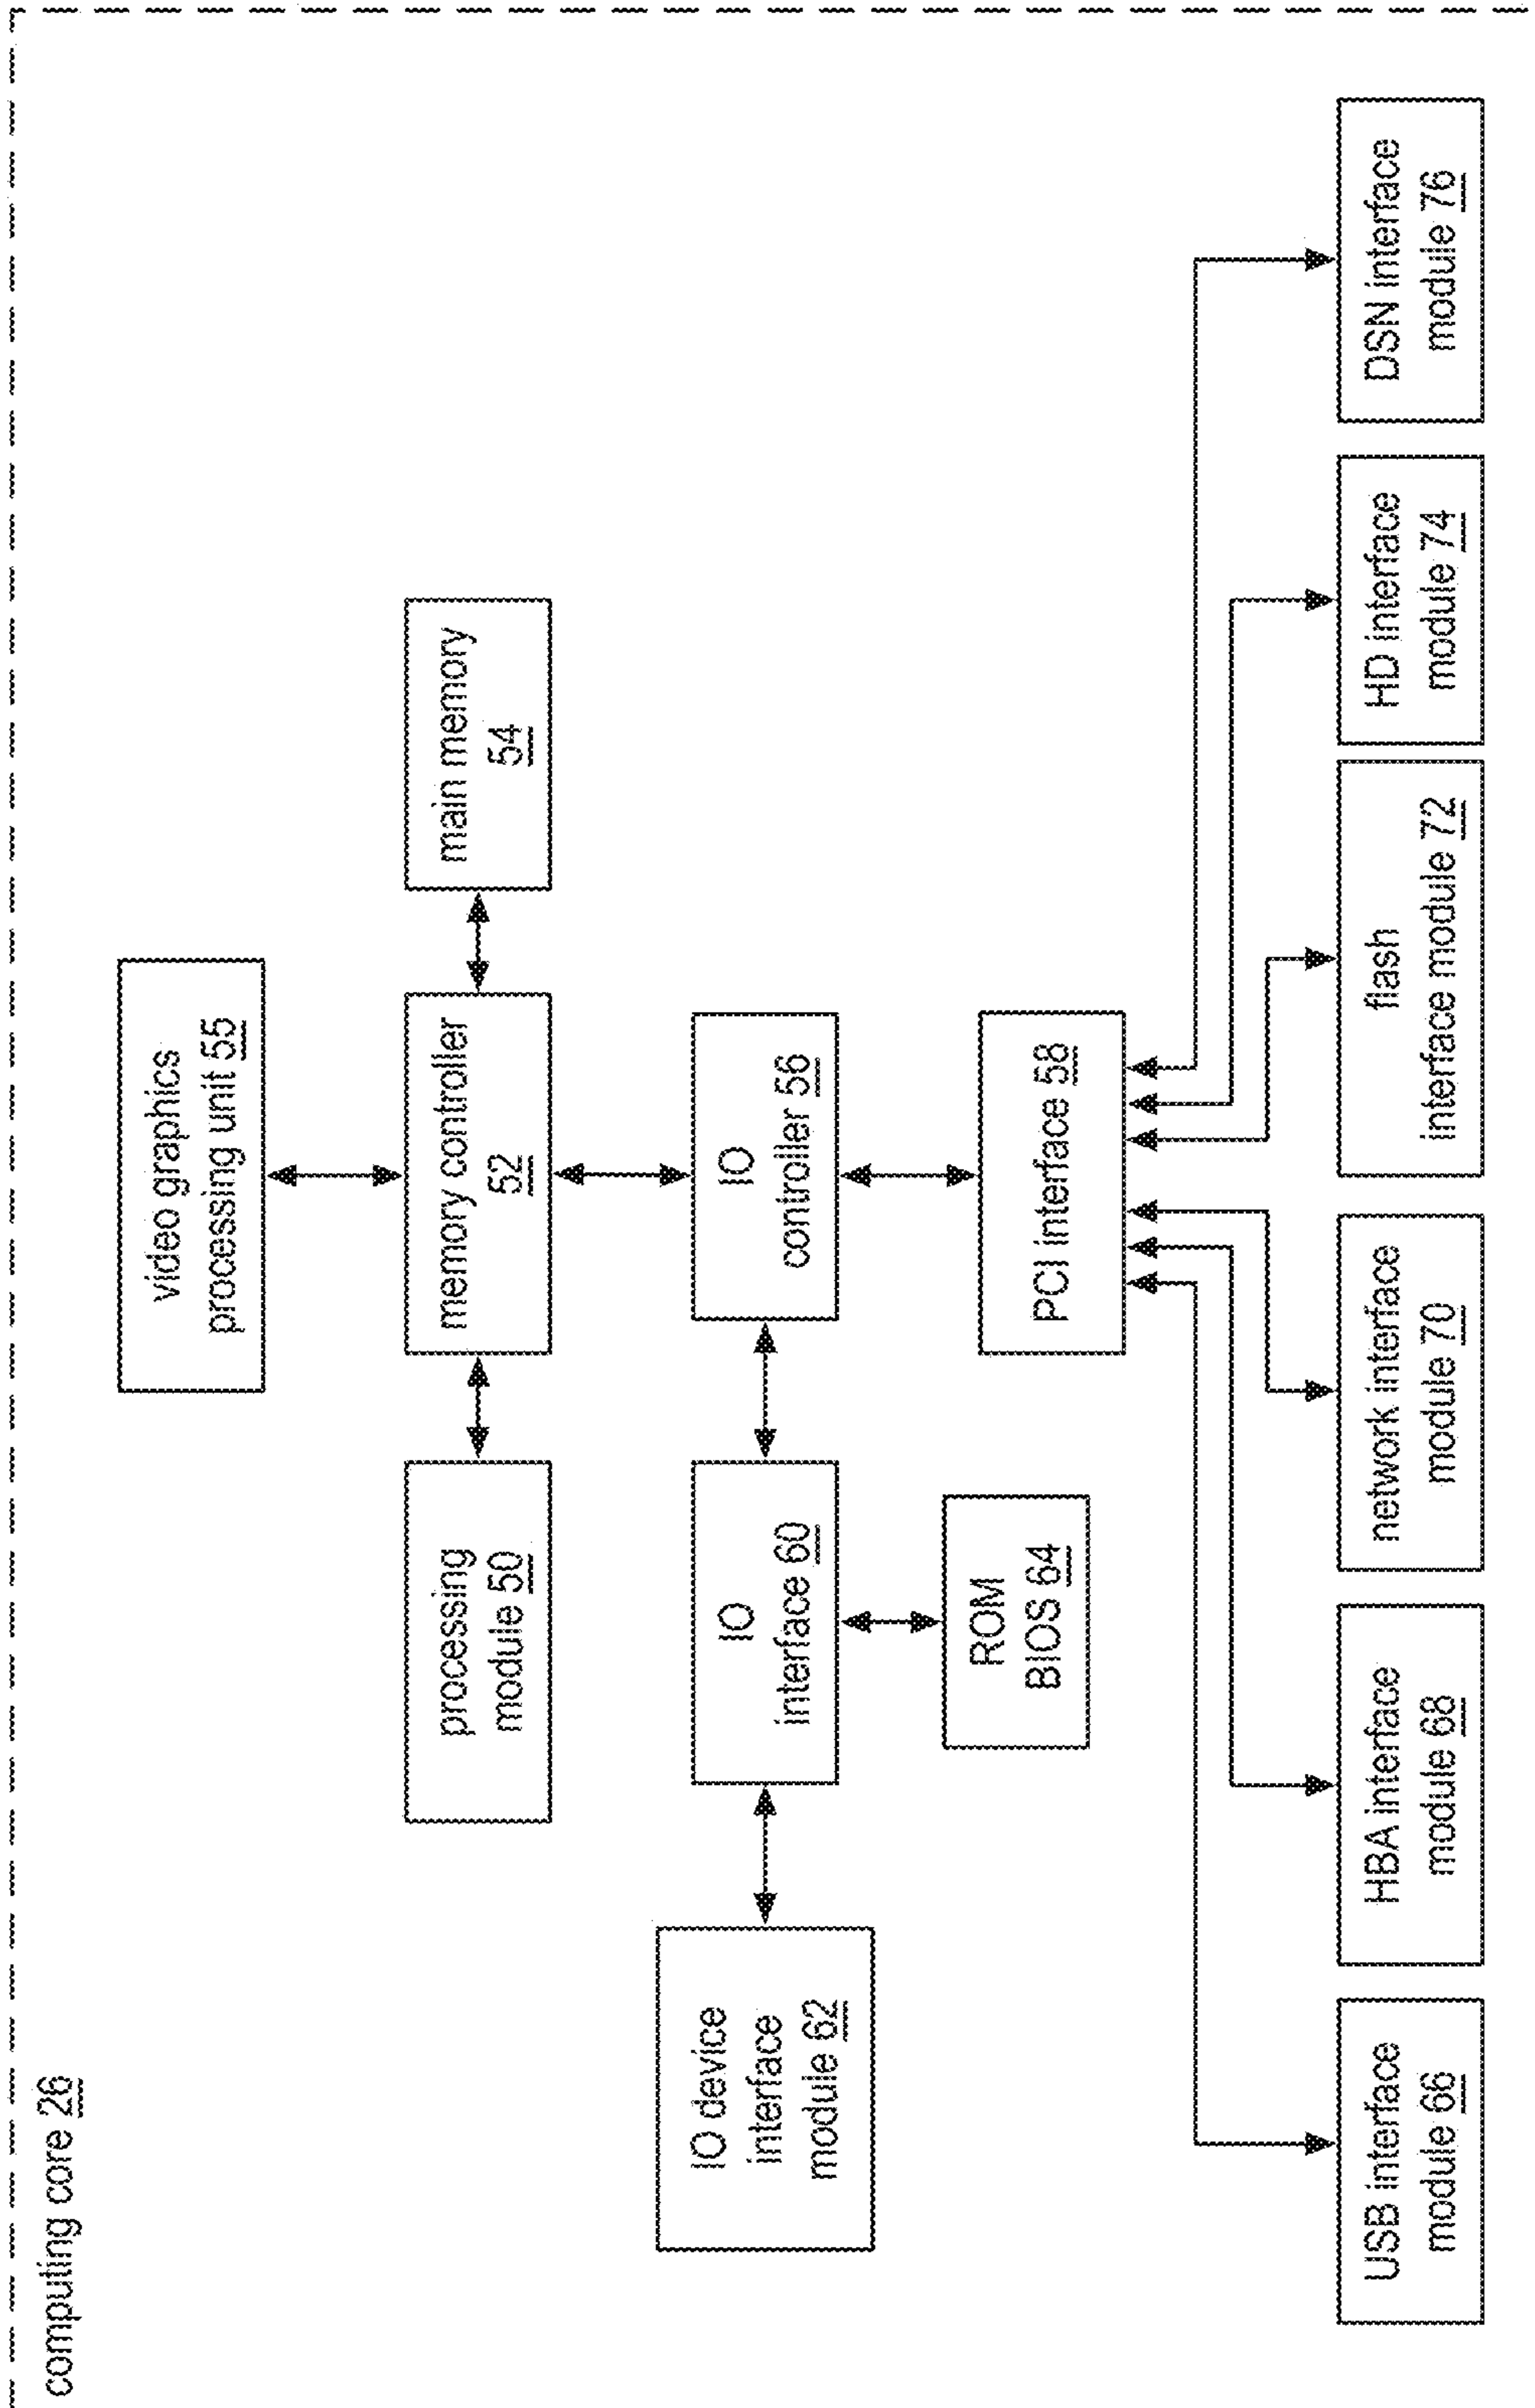 computing core 26
video graphics
processing unit 55
processing
module 50
memory controller
52
main memory
54
IO device
interface
module 62
IO
interface 60
IO
controller 56
ROM
BIOS 64
PCI interface 58
USB interface
module 66
HBA interface
module 68
network interface
module 70
flash
interface module 72
HD interface
module 74
DSN interface
module 76